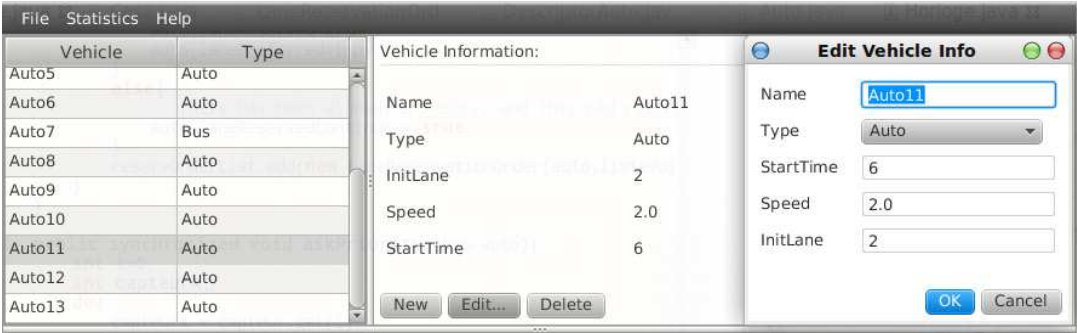 File Statistics Help
Vehicle Type
Auto5 Auto
Auto6 Auto
Auto7 Bus
Auto8 Auto
Auto9 Auto
Auto10 Auto
Auto11 Auto
Auto12 Auto
Auto13 Auto
Vehicle Information:
Name Auto11
Type Auto
InitLane 2
Speed 2.0
StartTime 6
New Edit... Delete
Edit Vehicle Info
Name Auto11
Type Auto
StartTime 6
Speed 2.0
InitLane 2
OK Cancel